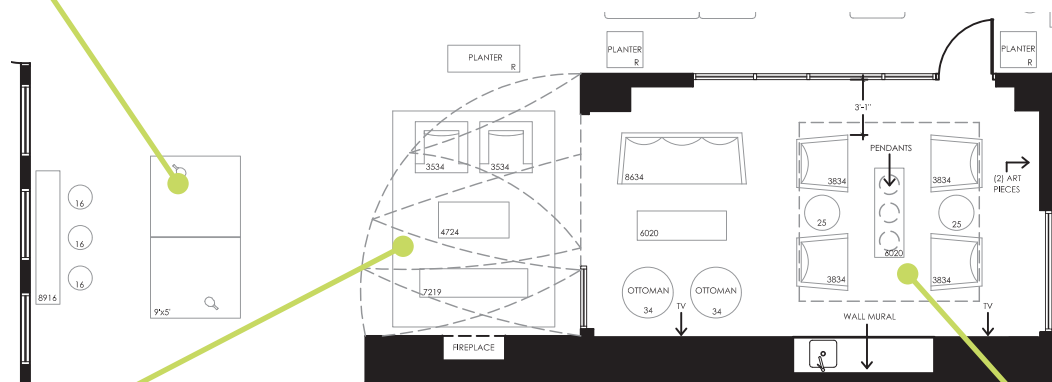 PLANTER
R
PLANTER
R
PLANTER
R
3'-1"
PENDANTS
3534
3534
8634
3834
3834
(2) ART
PIECES
16
16
16
4724
6020
25
25
6020
3834
3834
7219
OTTOMAN
34
OTTOMAN
34
TV
TV
8916
9'x5'
WALL MURAL
FIREPLACE